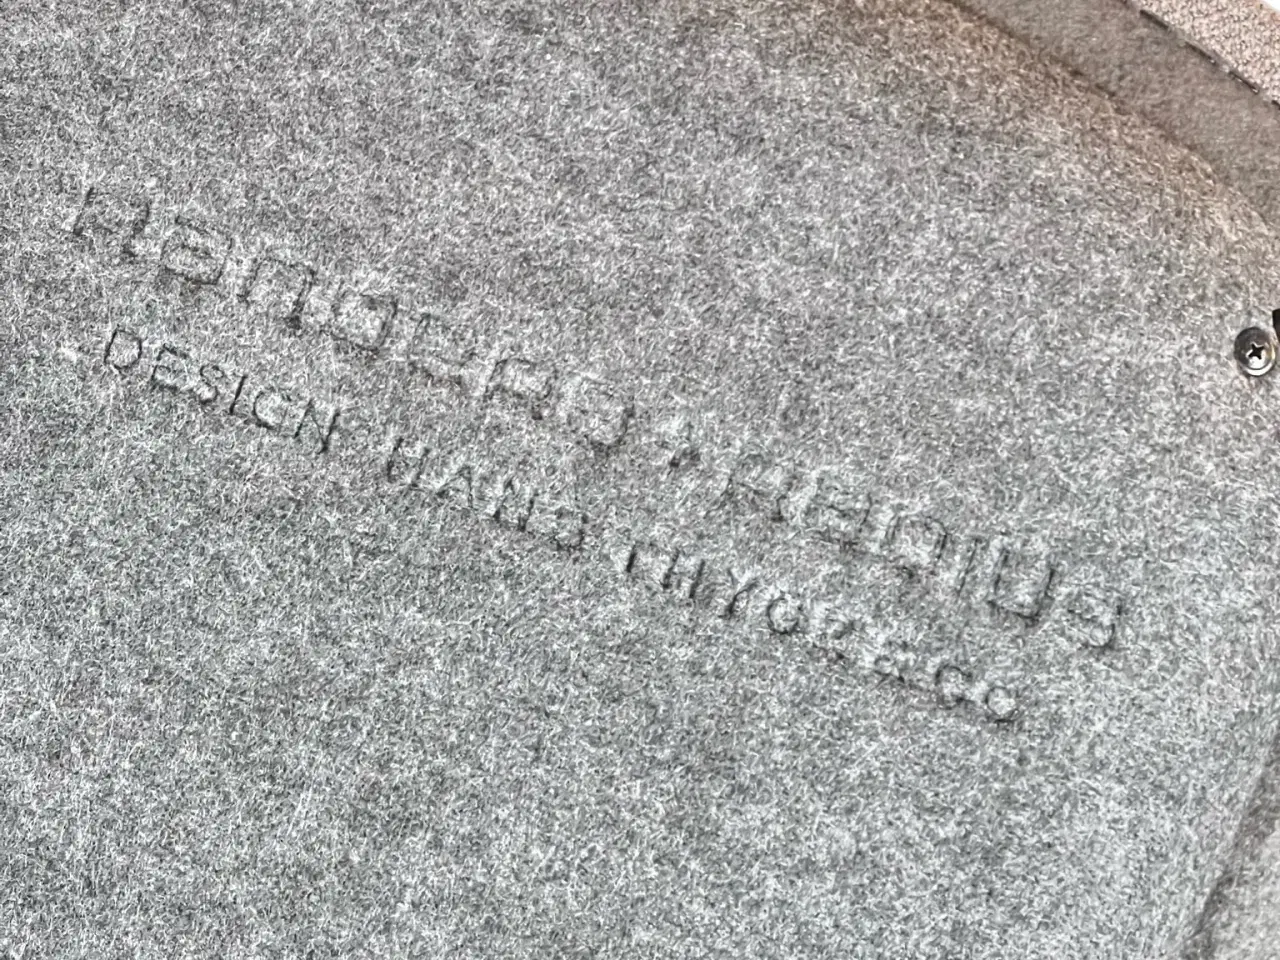 Randers+Radius
DESIGN HANS THYGE & CO